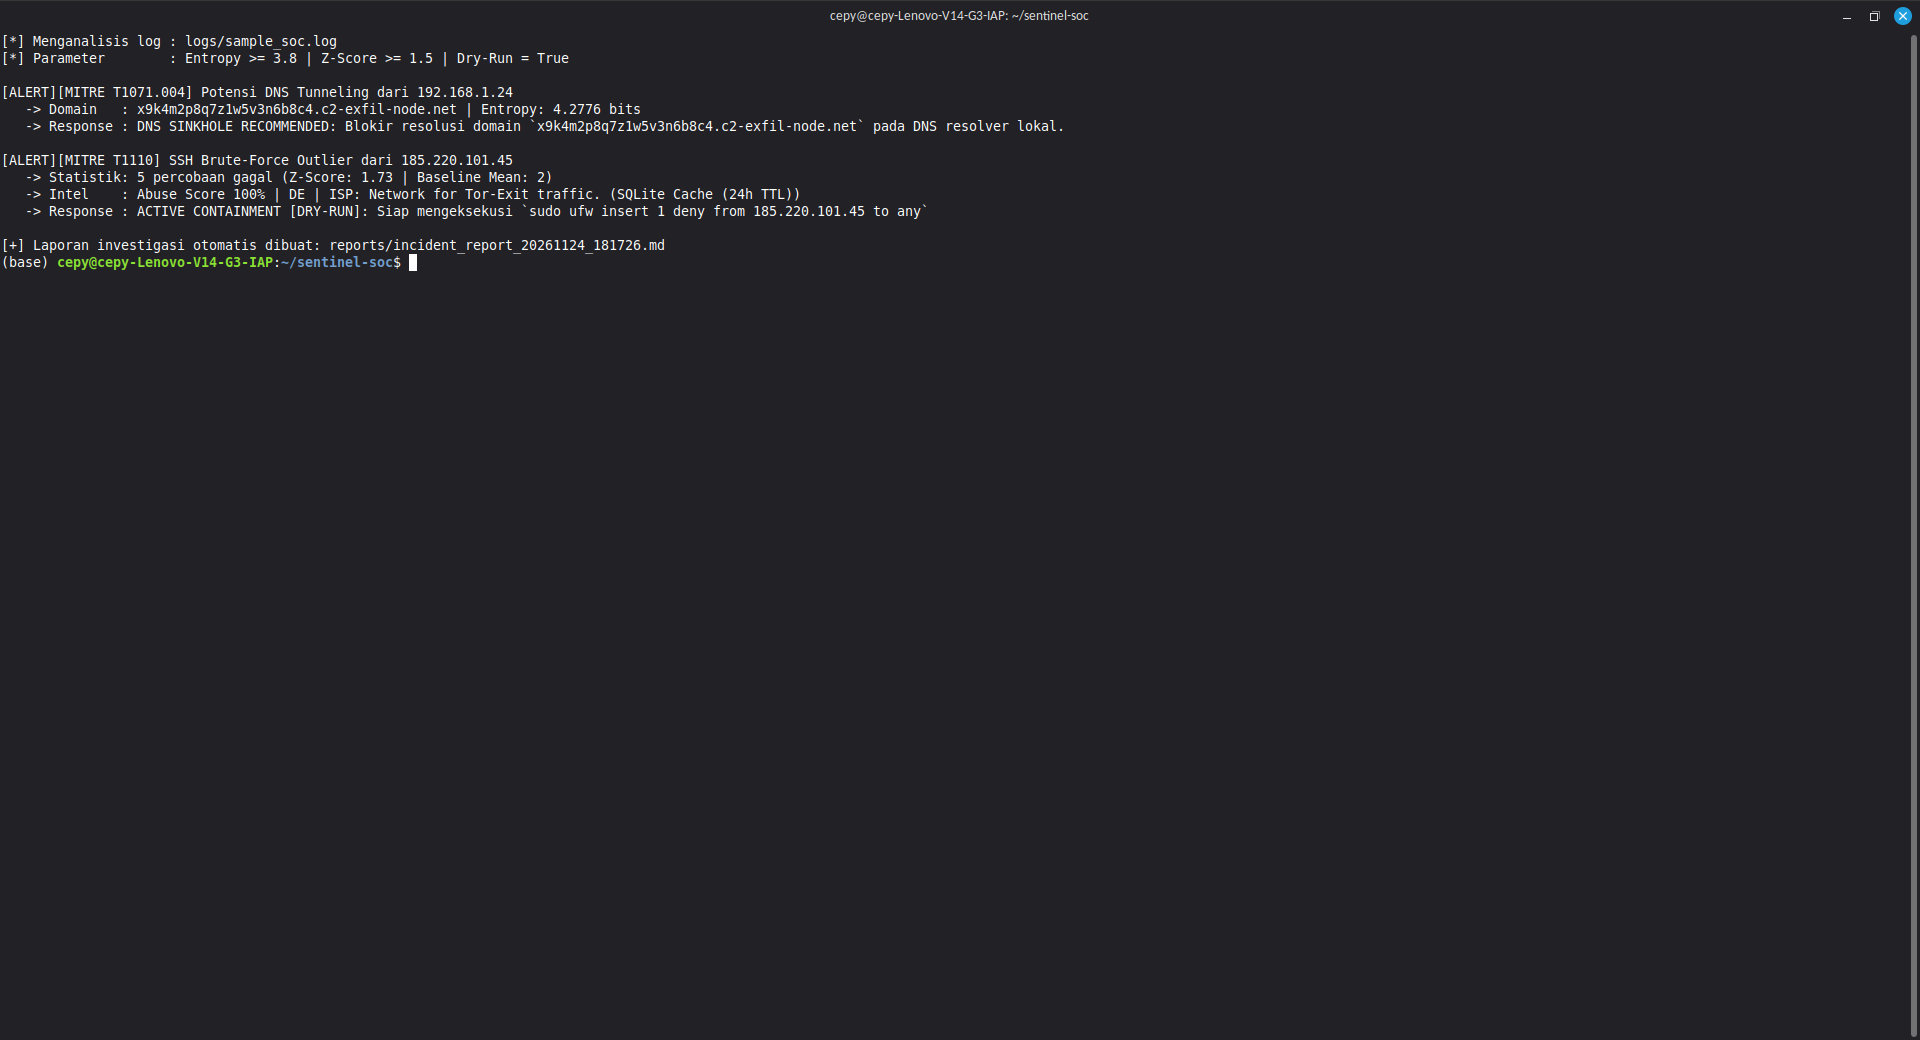 cepy@cepy-Lenovo-V14-G3-IAP: ~/sentinel-soc
[*] Menganalisis log : logs/sample_soc.log
[*] Parameter        : Entropy >= 3.8 | Z-Score >= 1.5 | Dry-Run = True
[ALERT][MITRE T1071.004] Potensi DNS Tunneling dari 192.168.1.24
   -> Domain   : x9k4m2p8q7z1w5v3n6b8c4.c2-exfil-node.net | Entropy: 4.2776 bits
   -> Response : DNS SINKHOLE RECOMMENDED: Blokir resolusi domain `x9k4m2p8q7z1w5v3n6b8c4.c2-exfil-node.net` pada DNS resolver lokal.
[ALERT][MITRE T1110] SSH Brute-Force Outlier dari 185.220.101.45
   -> Statistik: 5 percobaan gagal (Z-Score: 1.73 | Baseline Mean: 2)
   -> Intel    : Abuse Score 100% | DE | ISP: Network for Tor-Exit traffic. (SQLite Cache (24h TTL))
   -> Response : ACTIVE CONTAINMENT [DRY-RUN]: Siap mengeksekusi `sudo ufw insert 1 deny from 185.220.101.45 to any`
[+] Laporan investigasi otomatis dibuat: reports/incident_report_20261124_181726.md
(base) cepy@cepy-Lenovo-V14-G3-IAP:~/sentinel-soc$